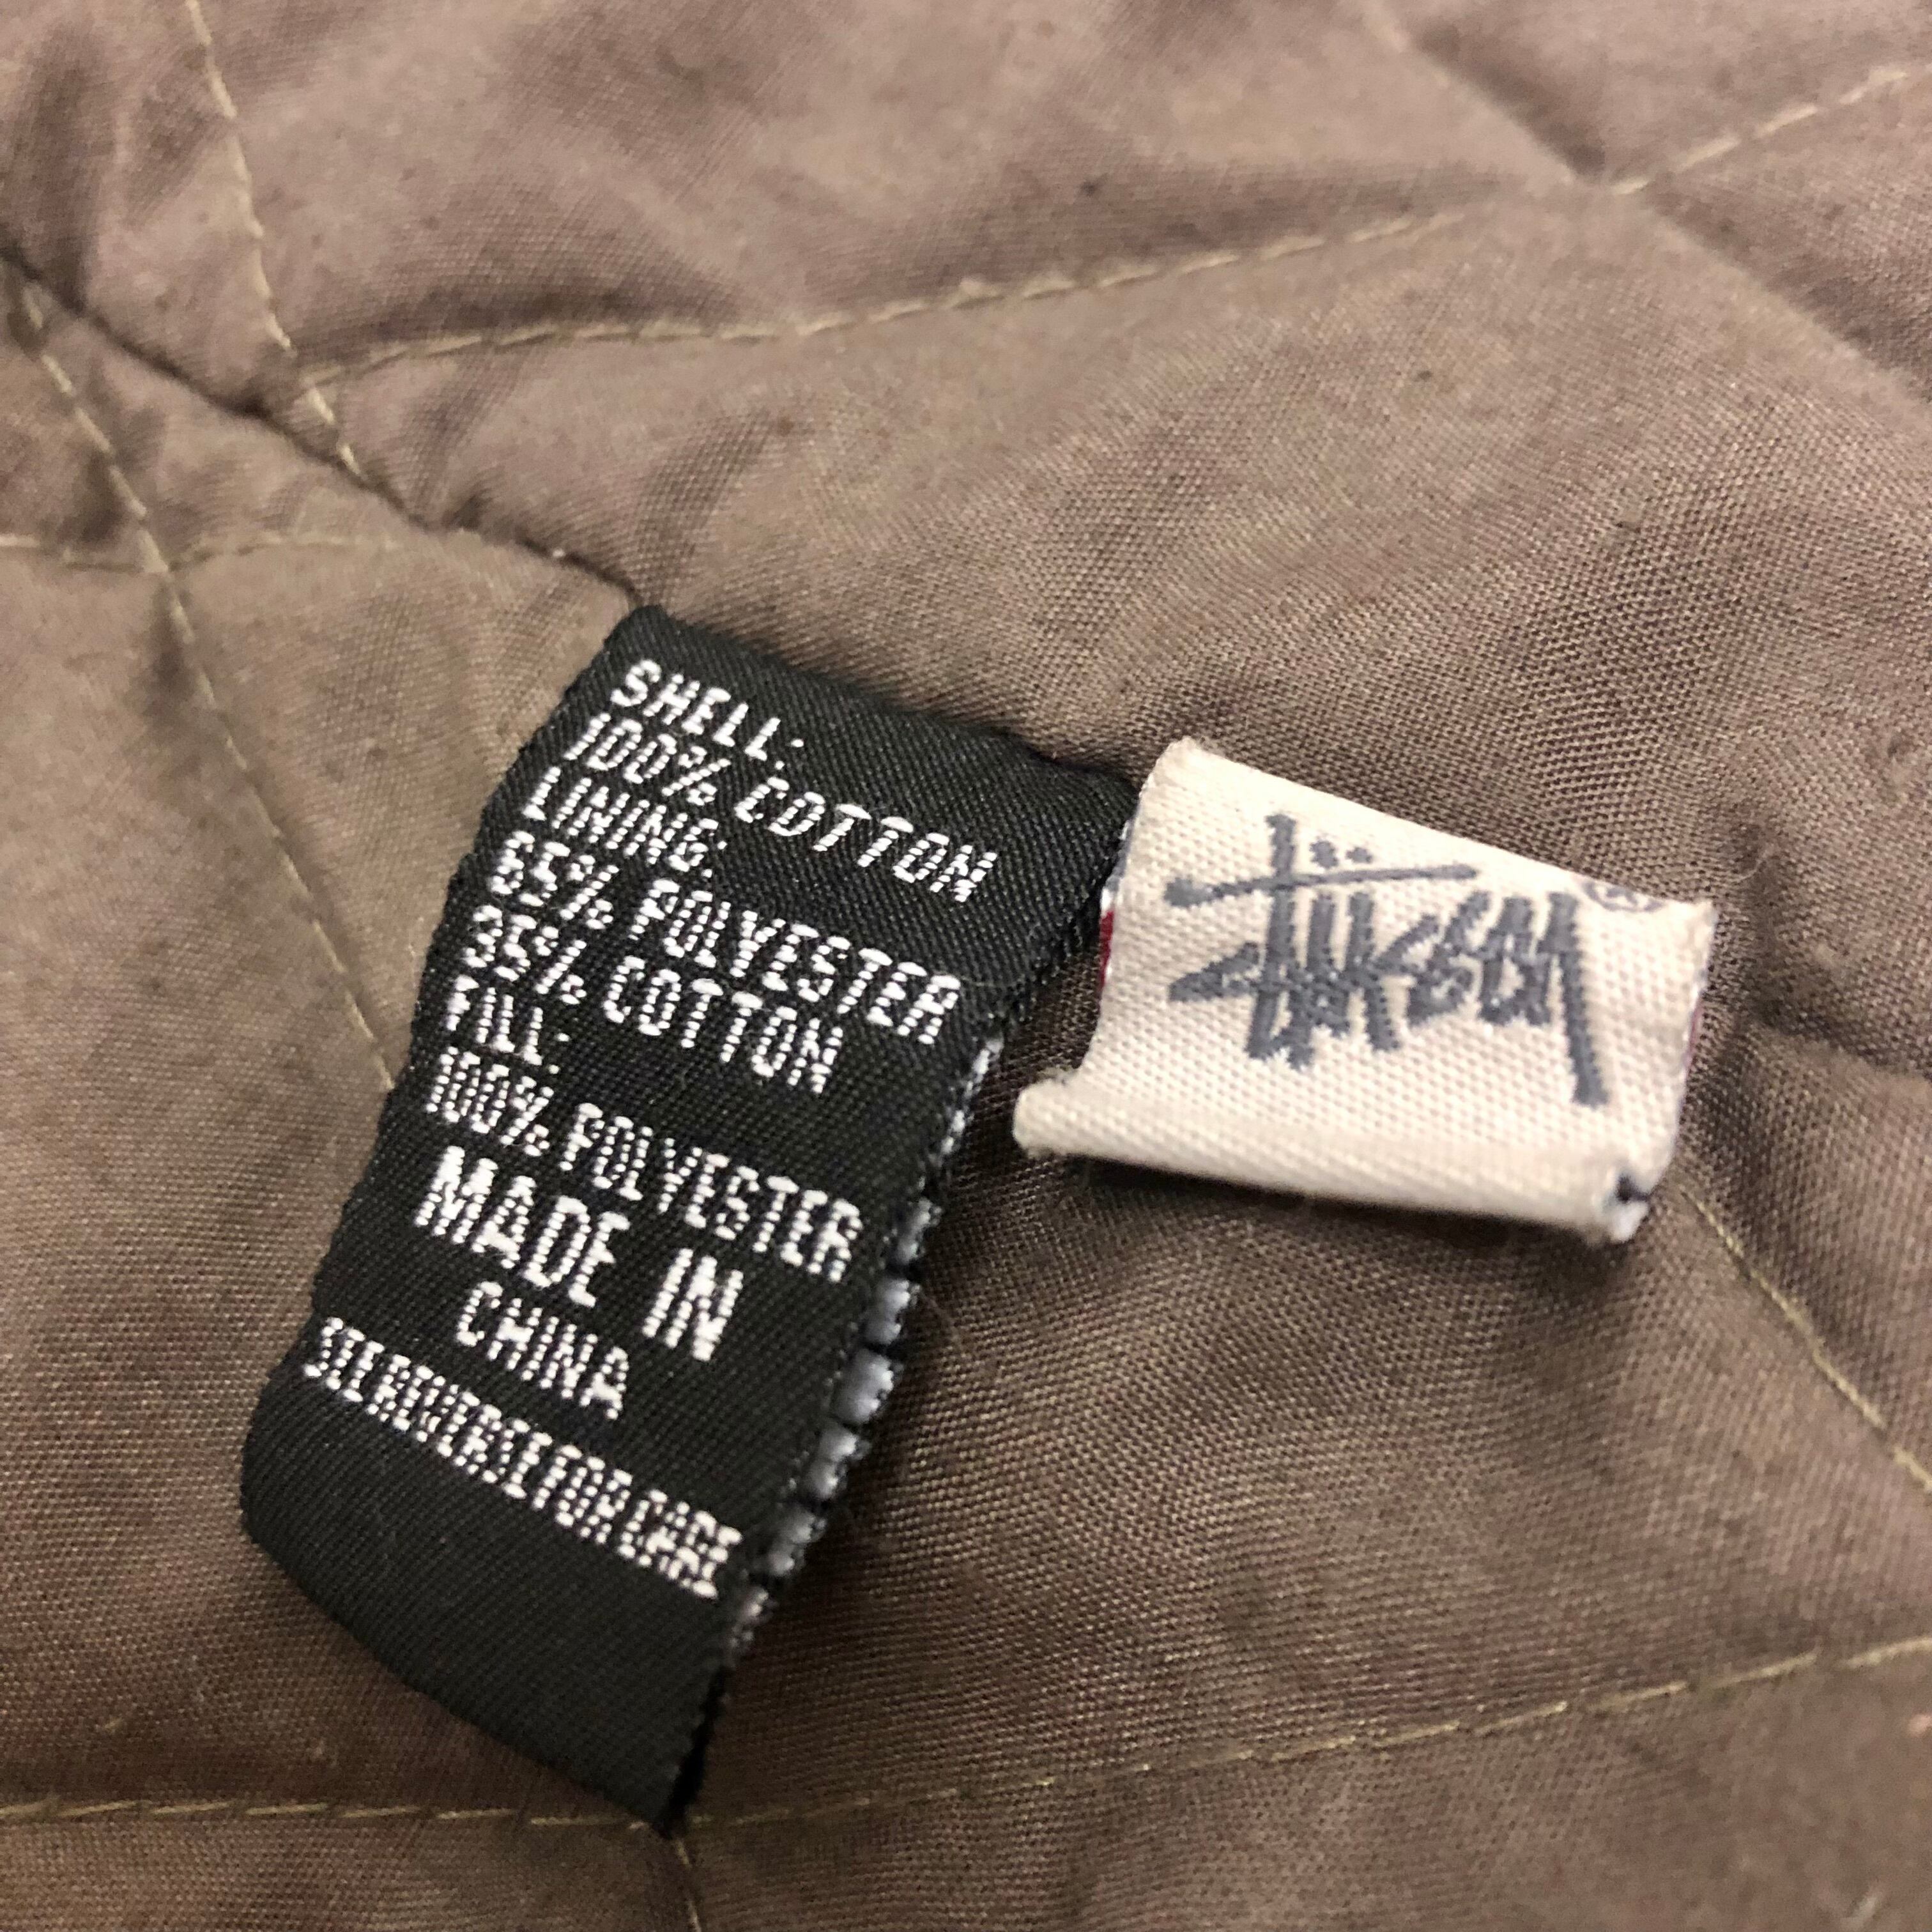 SHELL:
100% COTTON
LINING:
65% POLYESTER
35% COTTON
FILL:
100% POLYESTER
MADE IN
CHINA
SEE REVERSE FOR CARE
Stüssy ®